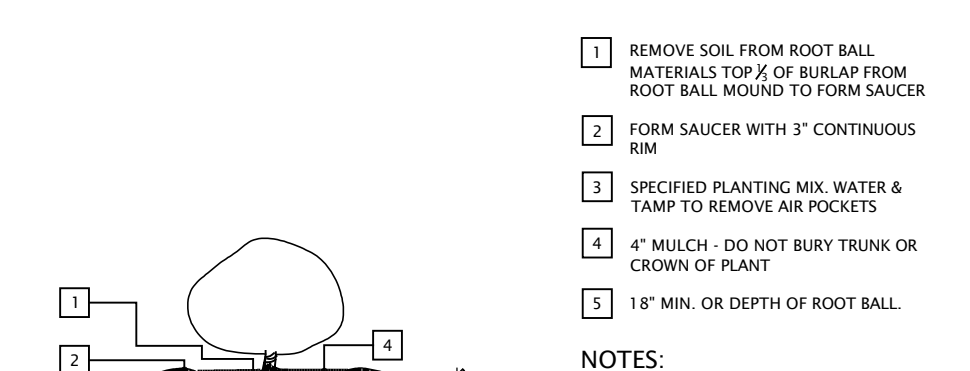 1 REMOVE SOIL FROM ROOT BALL
MATERIALS TOP ⅓ OF BURLAP FROM
ROOT BALL MOUND TO FORM SAUCER
2 FORM SAUCER WITH 3" CONTINUOUS
RIM
3 SPECIFIED PLANTING MIX. WATER &
TAMP TO REMOVE AIR POCKETS
4 4" MULCH - DO NOT BURY TRUNK OR
CROWN OF PLANT
5 18" MIN. OR DEPTH OF ROOT BALL.
NOTES:
1
4
2